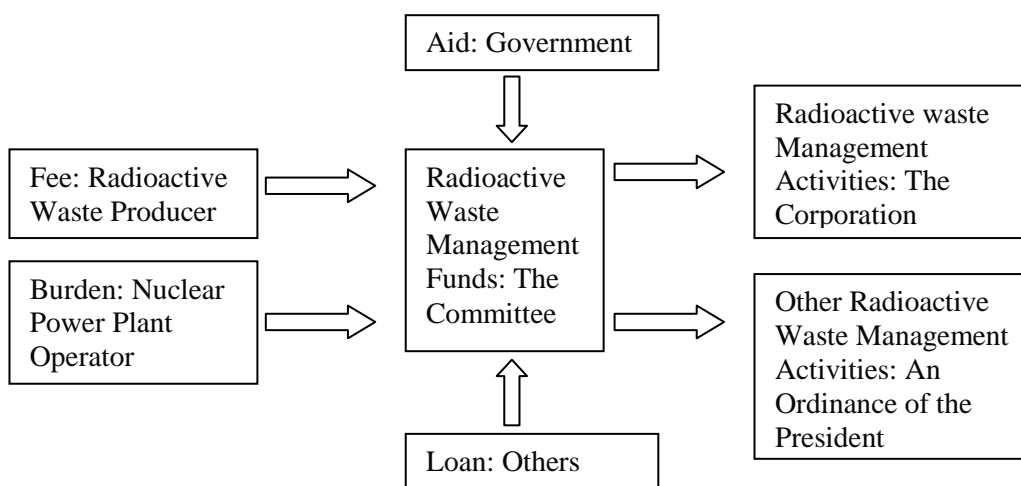 Aid: Government
Fee: Radioactive
Waste Producer
Burden: Nuclear
Power Plant
Operator
Radioactive
Waste
Management
Funds: The
Committee
Loan: Others
Radioactive waste
Management
Activities: The
Corporation
Other Radioactive
Waste Management
Activities: An
Ordinance of the
President